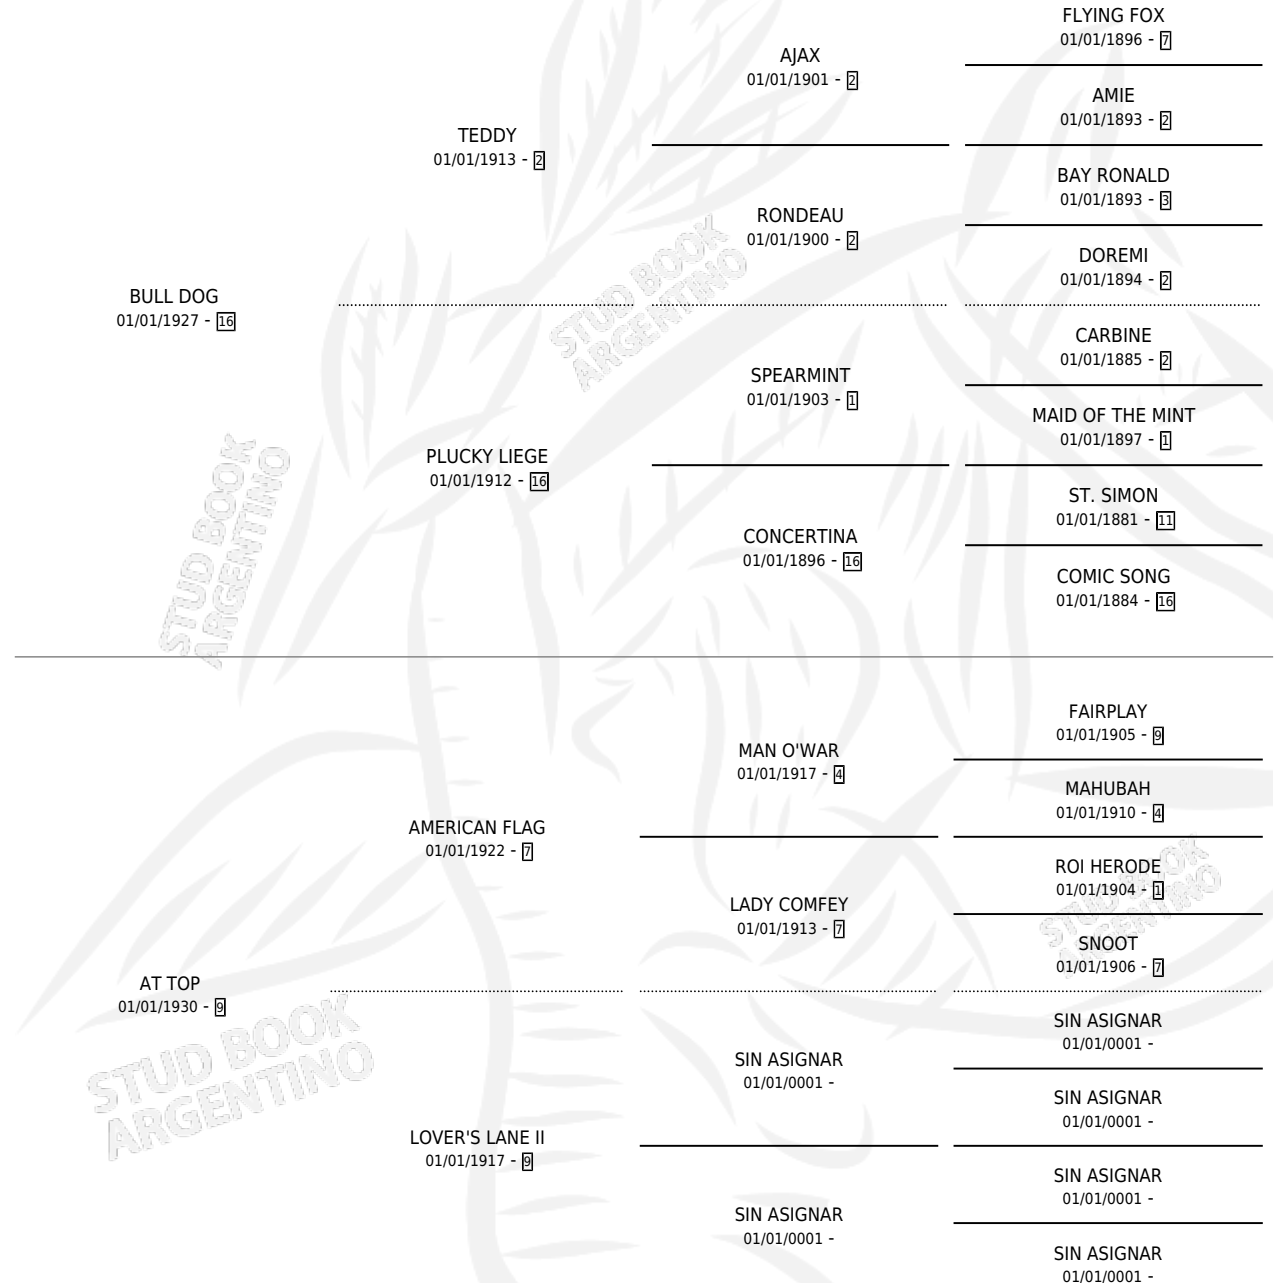 FLYING FOX
01/01/1896 - 7
AJAX
01/01/1901 - 2
AMIE
01/01/1893 - 2
TEDDY
01/01/1913 - 2
BAY RONALD
01/01/1893 - 3
RONDEAU
01/01/1900 - 2
DOREMI
01/01/1894 - 2
BULL DOG
01/01/1927 - 16
CARBINE
01/01/1885 - 2
SPEARMINT
01/01/1903 - 1
MAID OF THE MINT
01/01/1897 - 1
PLUCKY LIEGE
01/01/1912 - 16
ST. SIMON
01/01/1881 - 11
CONCERTINA
01/01/1896 - 16
COMIC SONG
01/01/1884 - 16
FAIRPLAY
01/01/1905 - 9
MAN O'WAR
01/01/1917 - 4
MAHUBAH
01/01/1910 - 4
AMERICAN FLAG
01/01/1922 - 7
ROI HERODE
01/01/1904 - 1
LADY COMFEY
01/01/1913 - 7
SNOOT
01/01/1906 - 7
AT TOP
01/01/1930 - 9
SIN ASIGNAR
01/01/0001 -
SIN ASIGNAR
01/01/0001 -
SIN ASIGNAR
01/01/0001 -
LOVER'S LANE II
01/01/1917 - 9
SIN ASIGNAR
01/01/0001 -
SIN ASIGNAR
01/01/0001 -
SIN ASIGNAR
01/01/0001 -
STUD BOOK
ARGENTINO
STUD BOOK
ARGENTINO
STUD BOOK
ARGENTINO
STUD BOOK
ARGENTINO